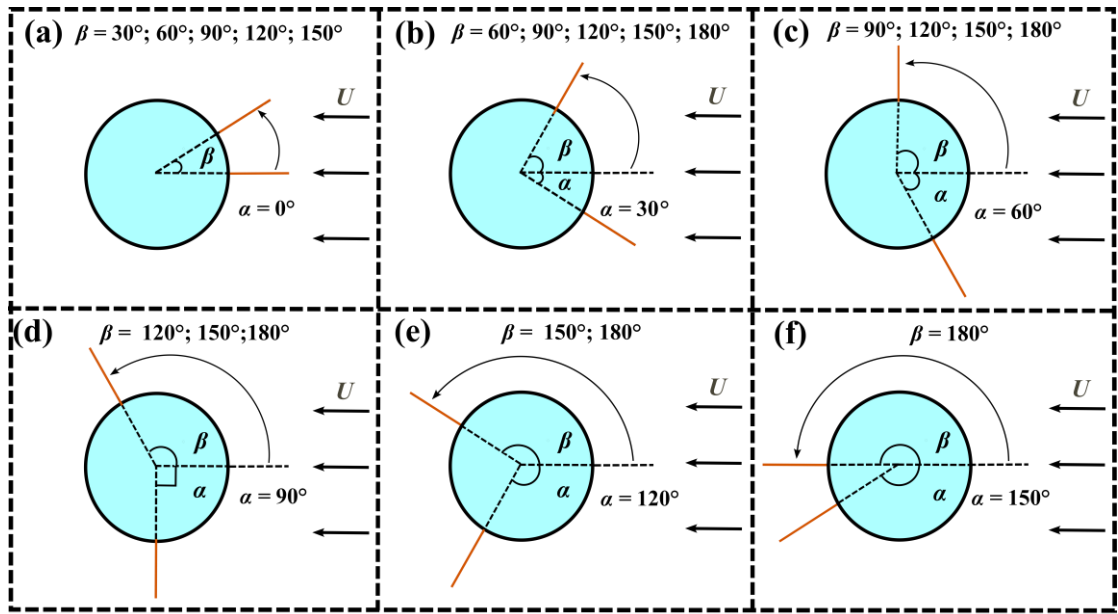 (a) β = 30°; 60°; 90°; 120°; 150°
U
β
α = 0°
(b) β = 60°; 90°; 120°; 150°; 180°
U
β
α
α = 30°
(c) β = 90°; 120°; 150°; 180°
U
β
α
α = 60°
(d) β = 120°; 150°;180°
U
β
α
α = 90°
(e) β = 150°; 180°
U
β
α
α = 120°
(f) β = 180°
U
β
α
α = 150°